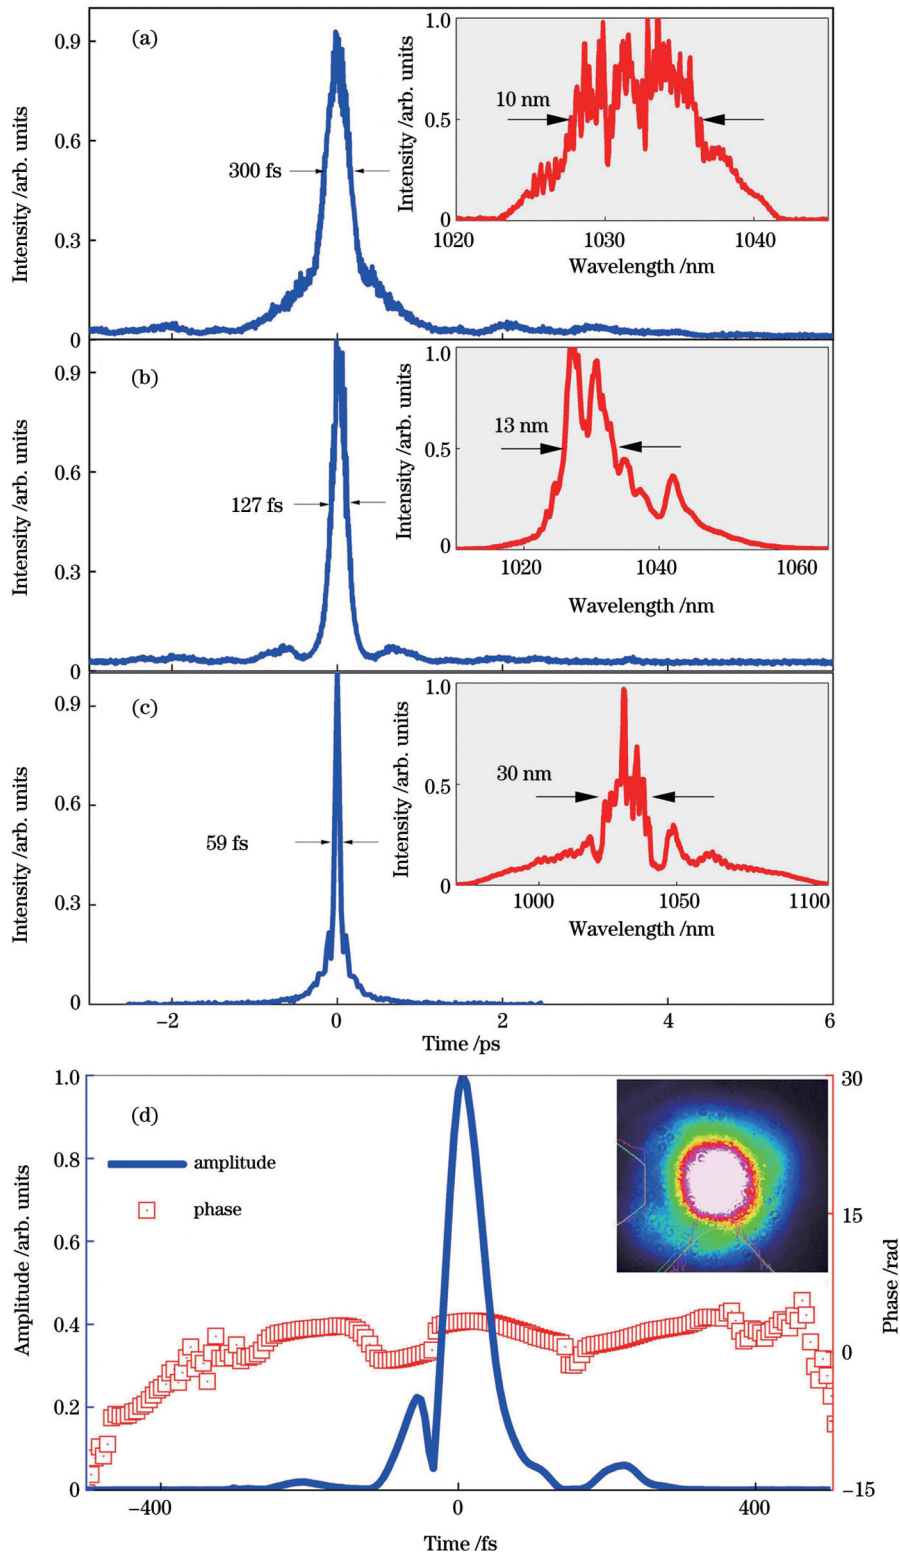 (a)
0.9
0.6
0.3
0
Intensity /arb. units
300 fs
1.0
0.5
0
Intensity /arb. units
10 nm
1020 1030 1040
Wavelength /nm
(b)
0.9
0.6
0.3
0
Intensity /arb. units
127 fs
1.0
0.5
0
Intensity /arb. units
13 nm
1020 1040 1060
Wavelength /nm
(c)
0.9
0.6
0.3
0
Intensity /arb. units
59 fs
1.0
0.5
0
Intensity /arb. units
30 nm
1000 1050 1100
Wavelength /nm
−2 0 2 4 6
Time /ps
(d)
1.0
0.8
0.6
0.4
0.2
0
Amplitude /arb. units
amplitude
phase
30
15
0
−15
Phase /rad
−400 0 400
Time /fs